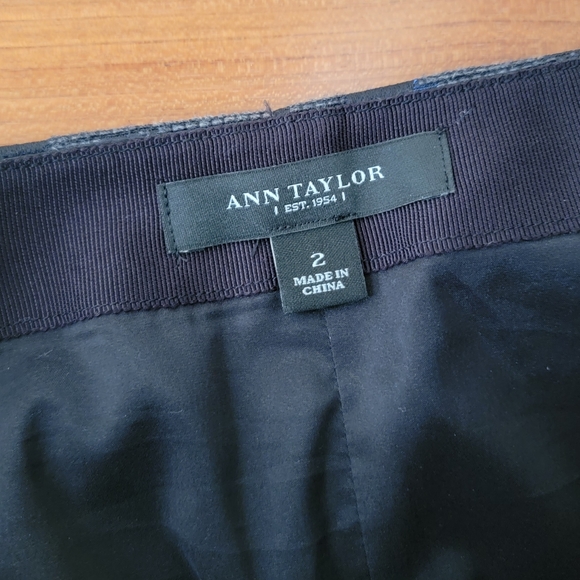 ANN TAYLOR
| EST. 1954 |
2
MADE IN
CHINA